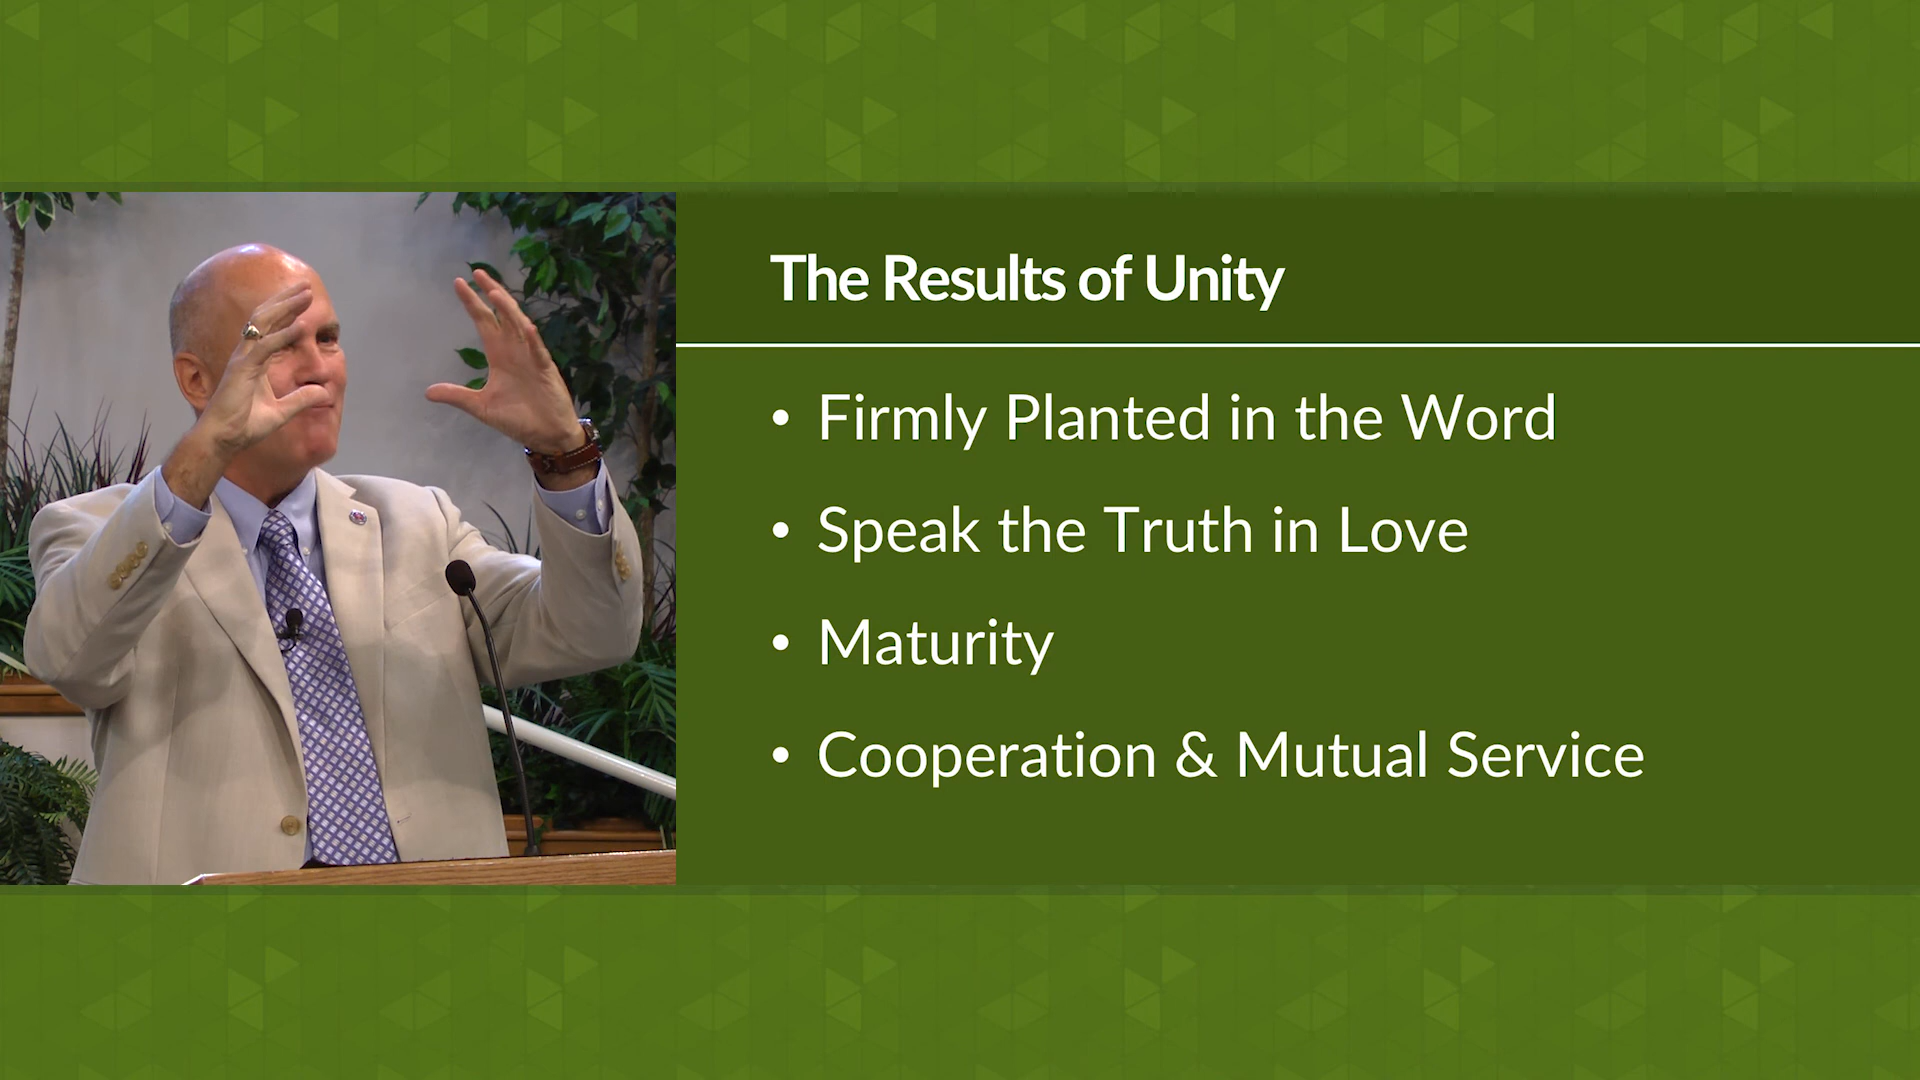 The Results of Unity
• Firmly Planted in the Word
• Speak the Truth in Love
• Maturity
• Cooperation & Mutual Service